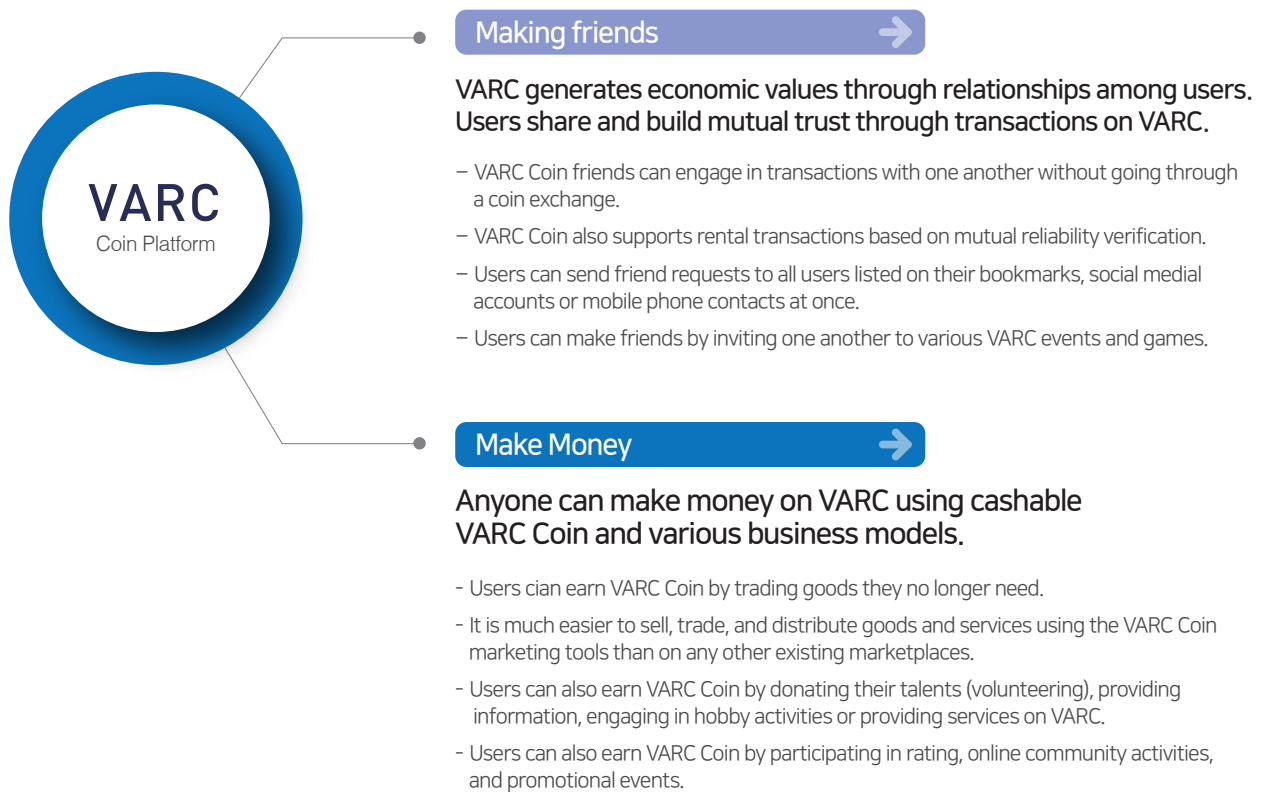 VARC
Coin Platform
Making friends
VARC generates economic values through relationships among users.
Users share and build mutual trust through transactions on VARC.
– VARC Coin friends can engage in transactions with one another without going through
a coin exchange.
– VARC Coin also supports rental transactions based on mutual reliability verification.
– Users can send friend requests to all users listed on their bookmarks, social medial
accounts or mobile phone contacts at once.
– Users can make friends by inviting one another to various VARC events and games.
Make Money
Anyone can make money on VARC using cashable
VARC Coin and various business models.
- Users cian earn VARC Coin by trading goods they no longer need.
- It is much easier to sell, trade, and distribute goods and services using the VARC Coin
marketing tools than on any other existing marketplaces.
- Users can also earn VARC Coin by donating their talents (volunteering), providing
information, engaging in hobby activities or providing services on VARC.
- Users can also earn VARC Coin by participating in rating, online community activities,
and promotional events.